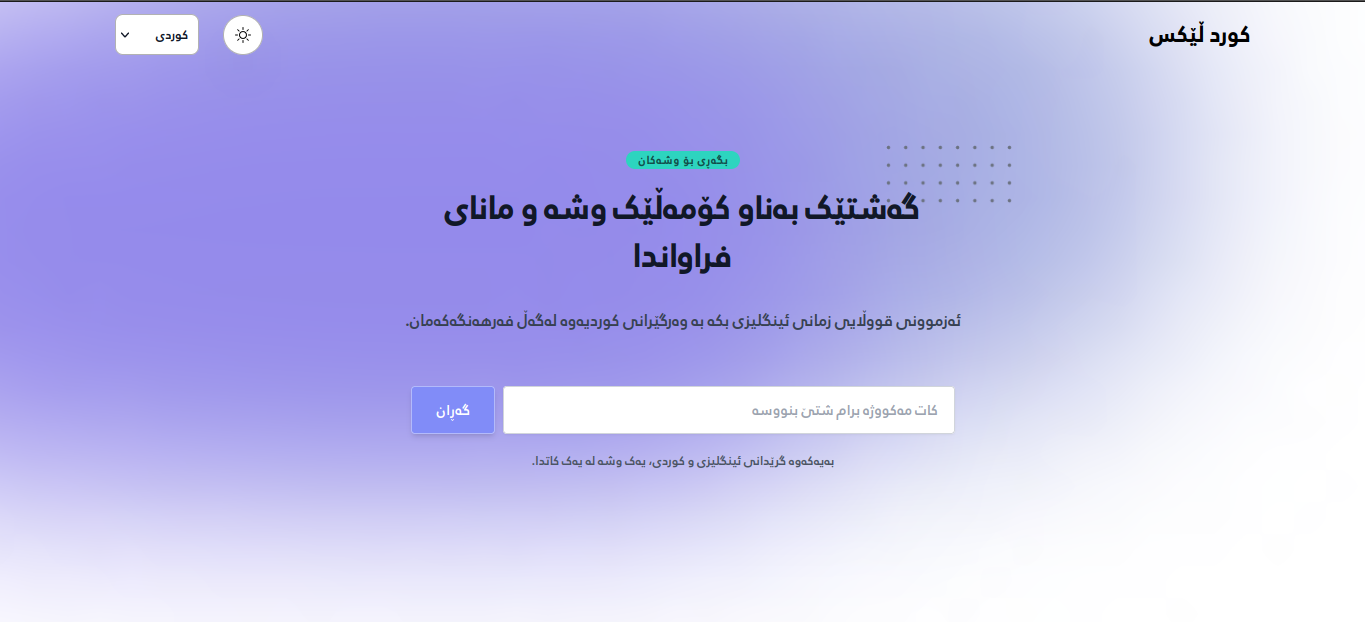 کورد ڵێکس
کوردی
بگەڕێ بۆ وشەکان
گەشتێک بەناو کۆمەڵێک وشە و مانای
فراواندا
ئەزموونی قووڵایی زمانی ئینگلیزی بکە بە وەرگێڕانی کوردیەوە لەگەڵ فەرهەنگەکەمان.
کات مەکووژە برام شتێ بنووسە
گەڕان
بەیەکەوە گرێدانی ئینگلیزی و کوردی، یەک وشە لە یەک کاتدا.